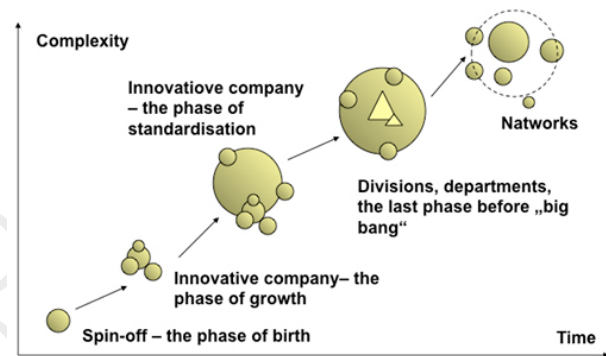 Complexity
Innovatiove company
– the phase of
standardisation
Natworks
Divisions, departments,
the last phase before „big
bang“
Innovative company– the
phase of growth
Spin-off – the phase of birth
Time